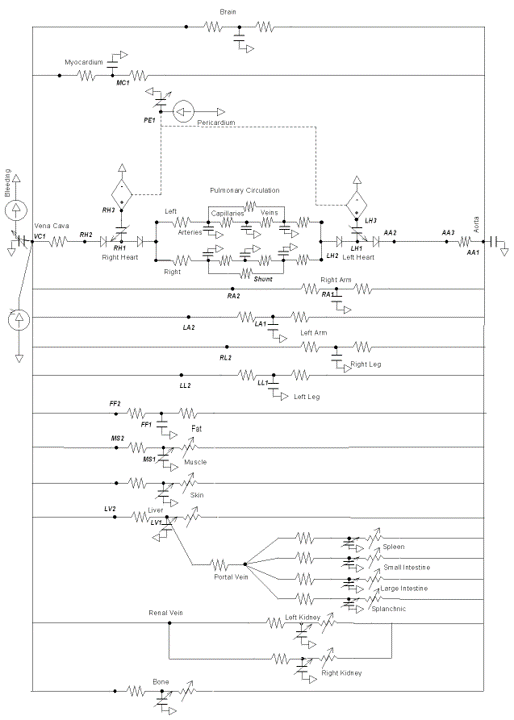 Brain
Myocardium
MC1
PE1
Pericardium
Bleeding
RH3
Pulmonary Circulation
LH3
Left
Capillaries
Veins
Arteries
Vena Cava
VC1
RH2
RH1
Right Heart
LH2
LH1
Left Heart
AA2
AA3
AA1
Aorta
Right
Shunt
Right Arm
RA2
RA1
LA2
LA1
Left Arm
RL2
Right Leg
LL2
LL1
Left Leg
FF2
FF1
Fat
MS2
MS1
Muscle
Skin
LV2
Liver
LV1
Portal Vein
Spleen
Small Intestine
Large Intestine
Splanchnic
Renal Vein
Left Kidney
Right Kidney
Bone